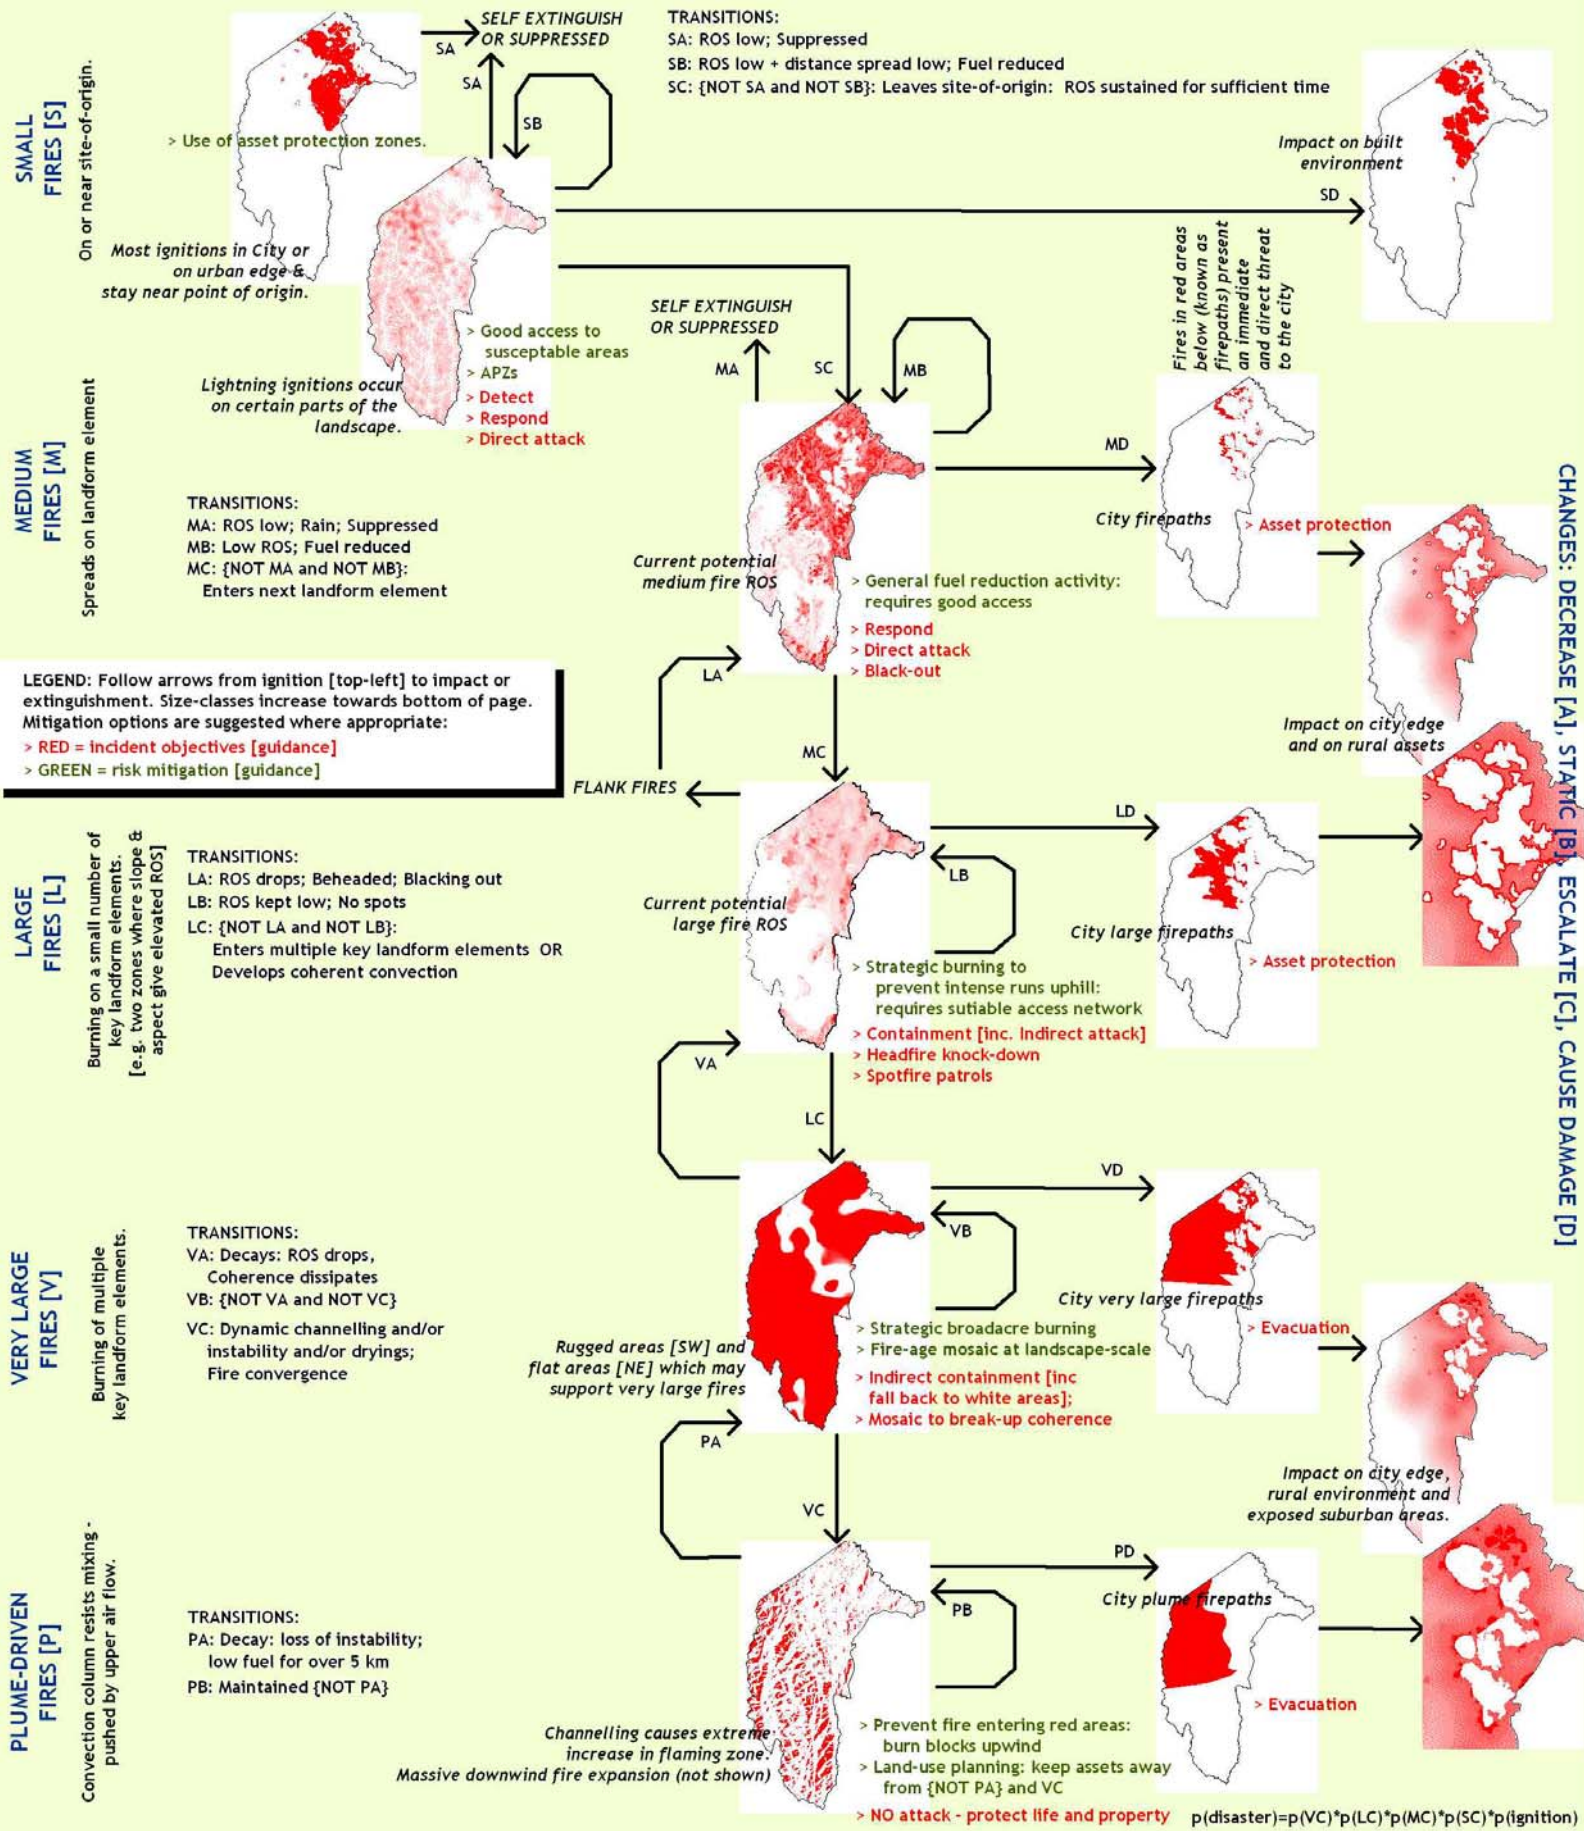 SELF EXTINGUISH
OR SUPPRESSED
SA
SA
SB
TRANSITIONS:
SA: ROS low; Suppressed
SB: ROS low + distance spread low; Fuel reduced
SC: {NOT SA and NOT SB}: Leaves site-of-origin: ROS sustained for sufficient time
SMALL
FIRES [S]
On or near site-of-origin.
> Use of asset protection zones.
Impact on built
environment
SD
Most ignitions in City or
on urban edge &
stay near point of origin.
Fires in red areas
below (known as
firepaths) present
an immediate
and direct threat
to the city
> Good access to
susceptable areas
> APZs
> Detect
> Respond
> Direct attack
Lightning ignitions occur
on certain parts of the
landscape.
SELF EXTINGUISH
OR SUPPRESSED
MA
SC
MB
MD
MEDIUM
FIRES [M]
Spreads on landform element
TRANSITIONS:
MA: ROS low; Rain; Suppressed
MB: Low ROS; Fuel reduced
MC: {NOT MA and NOT MB}:
Enters next landform element
Current potential
medium fire ROS
> General fuel reduction activity:
requires good access
> Respond
> Direct attack
> Black-out
City firepaths
> Asset protection
CHANGES: DECREASE [A], STATIC [B], ESCALATE [C], CAUSE DAMAGE [D]
LA
LEGEND: Follow arrows from ignition [top-left] to impact or
extinguishment. Size-classes increase towards bottom of page.
Mitigation options are suggested where appropriate:
> RED = incident objectives [guidance]
> GREEN = risk mitigation [guidance]
Impact on city edge
and on rural assets
MC
FLANK FIRES
LD
LB
LARGE
FIRES [L]
Burning on a small number of
key landform elements.
[e.g. two zones where slope &
aspect give elevated ROS]
TRANSITIONS:
LA: ROS drops; Beheaded; Blacking out
LB: ROS kept low; No spots
LC: {NOT LA and NOT LB}:
Enters multiple key landform elements OR
Develops coherent convection
Current potential
large fire ROS
City large firepaths
> Asset protection
> Strategic burning to
prevent intense runs uphill:
requires sutiable access network
> Containment [inc. Indirect attack]
> Headfire knock-down
> Spotfire patrols
VA
LC
VD
VB
VERY LARGE
FIRES [V]
Burning of multiple
key landform elements.
TRANSITIONS:
VA: Decays: ROS drops,
Coherence dissipates
VB: {NOT VA and NOT VC}
VC: Dynamic channelling and/or
instability and/or dryings;
Fire convergence
Rugged areas [SW] and
flat areas [NE] which may
support very large fires
City very large firepaths
> Evacuation
> Strategic broadacre burning
> Fire-age mosaic at landscape-scale
> Indirect containment [inc
fall back to white areas];
> Mosaic to break-up coherence
PA
VC
Impact on city edge,
rural environment and
exposed suburban areas.
PD
PB
PLUME-DRIVEN
FIRES [P]
Convection column resists mixing -
pushed by upper air flow.
TRANSITIONS:
PA: Decay: loss of instability;
low fuel for over 5 km
PB: Maintained {NOT PA}
City plume firepaths
> Evacuation
Channelling causes extreme
increase in flaming zone.
Massive downwind fire expansion (not shown)
> Prevent fire entering red areas:
burn blocks upwind
> Land-use planning: keep assets away
from {NOT PA} and VC
> NO attack - protect life and property
p(disaster)=p(VC)*p(LC)*p(MC)*p(SC)*p(ignition)